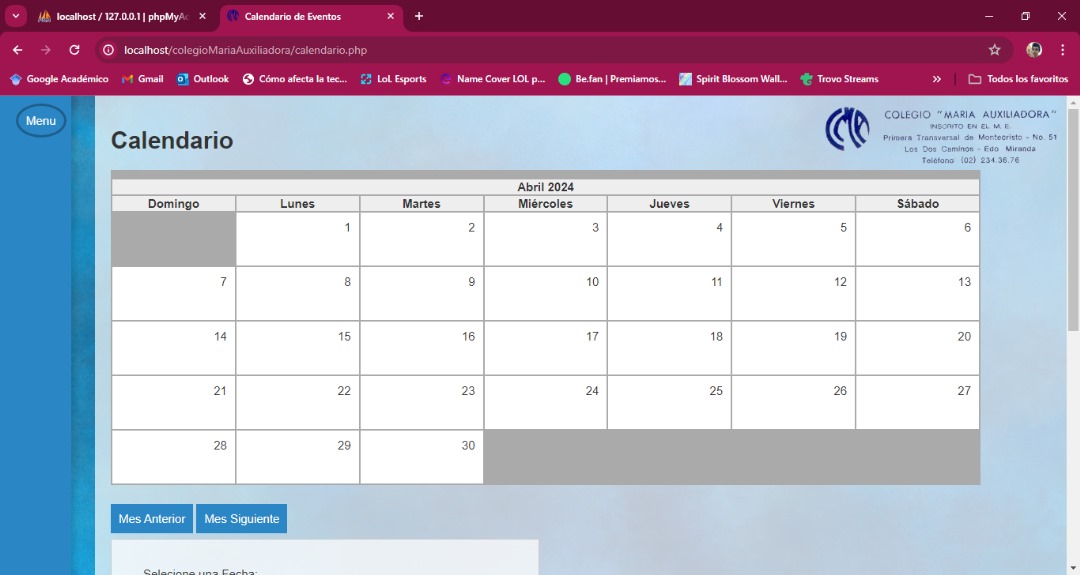 localhost / 127.0.0.1 | phpMyAd
Calendario de Eventos
localhost/colegioMariaAuxiliadora/calendario.php
Google Académico
Gmail
Outlook
Cómo afecta la tec...
LoL Esports
Name Cover LOL p...
Be.fan | Premiamos...
Spirit Blossom Wall...
Trovo Streams
Todos los favoritos
Menu
Calendario
COLEGIO "MARIA AUXILIADORA"
INSCRITO EN EL M. E.
Primera Transversal de Montecristo - No. 51
Los Dos Caminos - Edo Miranda
Teléfono (02) 234.36.76
Abril 2024
Domingo Lunes Martes Miércoles Jueves Viernes Sábado
1 2 3 4 5 6
7 8 9 10 11 12 13
14 15 16 17 18 19 20
21 22 23 24 25 26 27
28 29 30
Mes Anterior
Mes Siguiente
Selecione una Fecha: